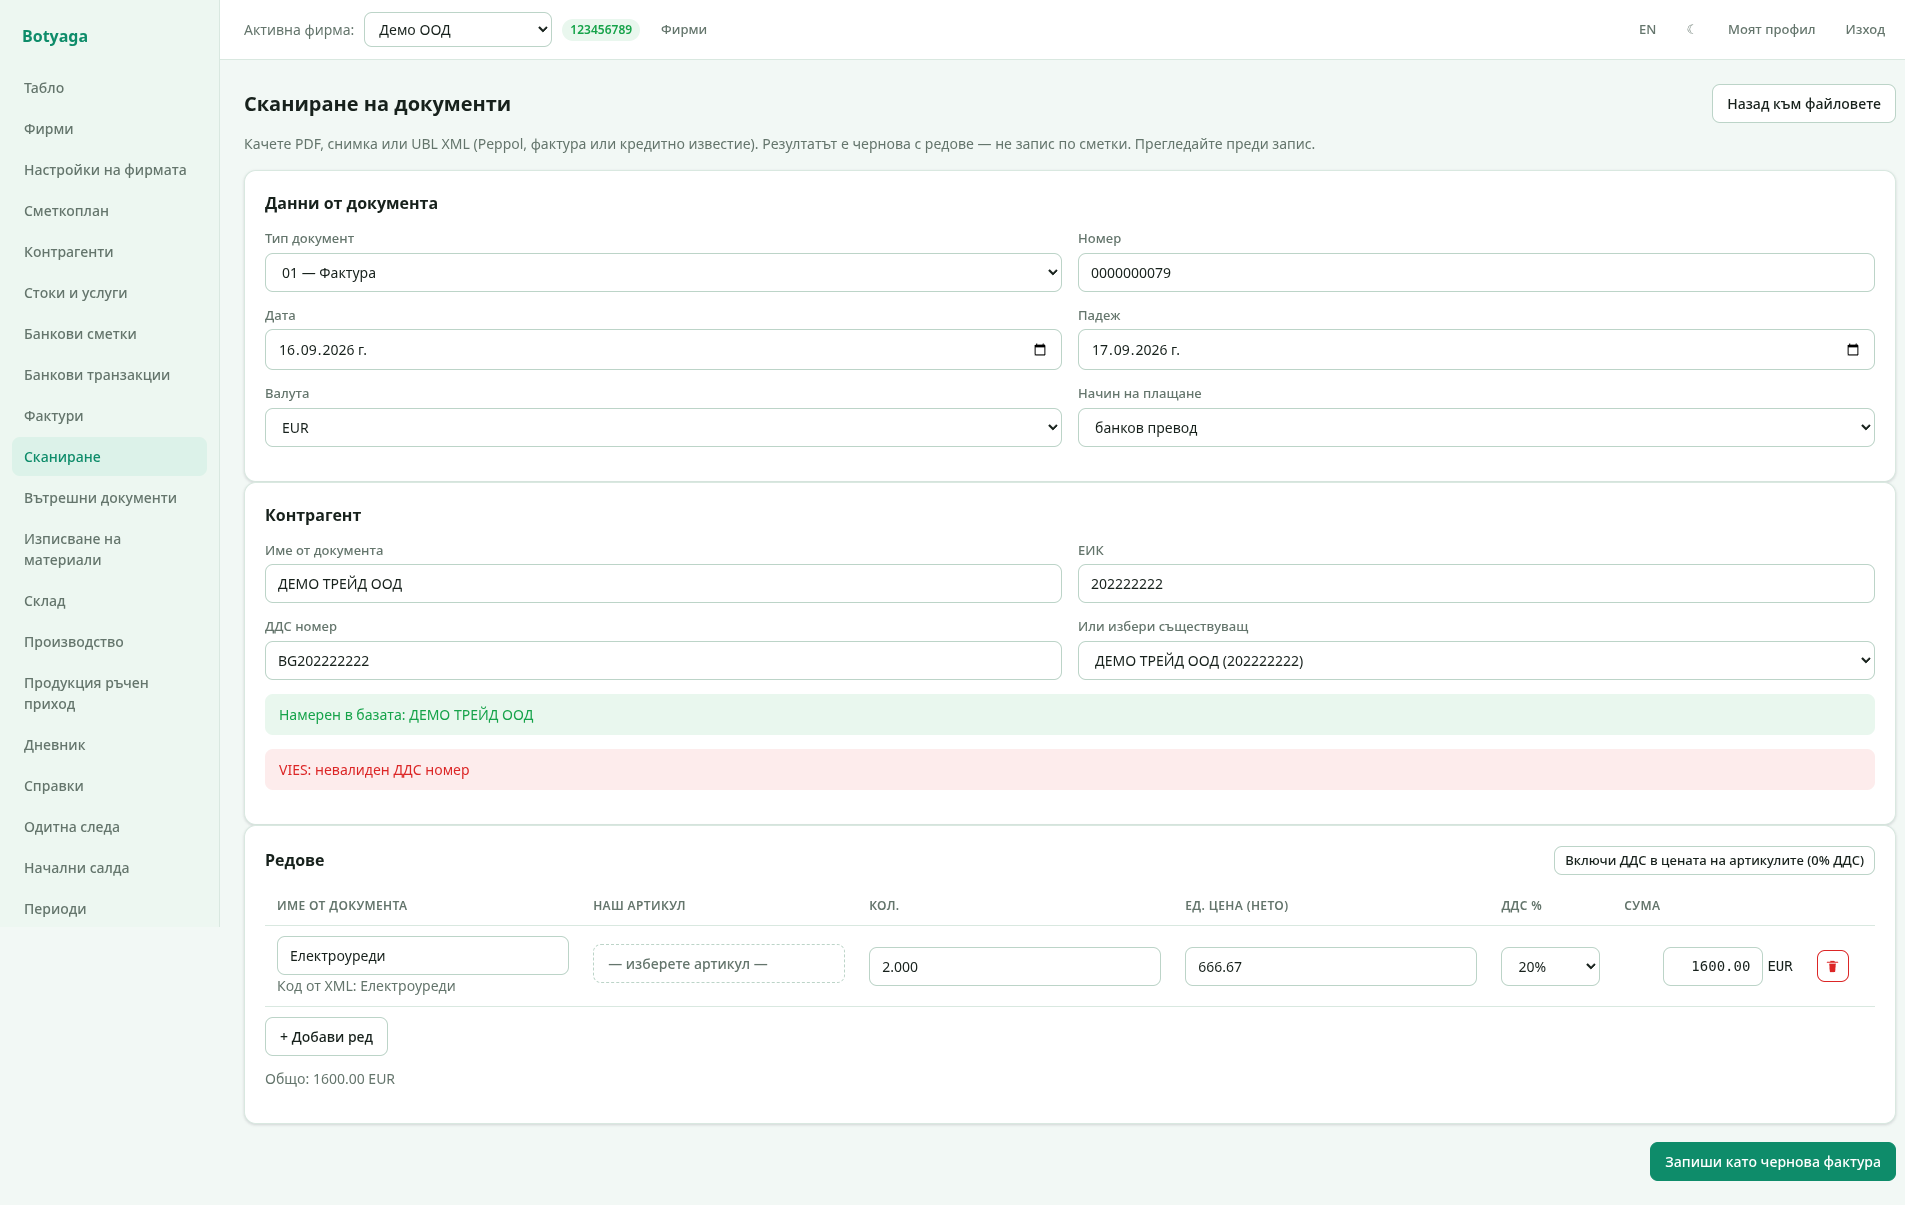 Botyaga
Активна фирма: Демо ООД 123456789 Фирми EN Моят профил Изход
Табло
Фирми
Настройки на фирмата
Сметкоплан
Контрагенти
Стоки и услуги
Банкови сметки
Банкови транзакции
Фактури
Сканиране
Вътрешни документи
Изписване на
материали
Склад
Производство
Продукция ръчен
приход
Дневник
Справки
Одитна следа
Начални салда
Периоди
Сканиране на документи
Назад към файловете
Качете PDF, снимка или UBL XML (Peppol, фактура или кредитно известие). Резултатът е чернова с редове — не запис по сметки. Прегледайте преди запис.
Данни от документа
Тип документ Номер
01 — Фактура 0000000079
Дата Падеж
16.09.2026 г. 17.09.2026 г.
Валута Начин на плащане
EUR банков превод
Контрагент
Име от документа ЕИК
ДЕМО ТРЕЙД ООД 202222222
ДДС номер Или избери съществуващ
BG202222222 ДЕМО ТРЕЙД ООД (202222222)
Намерен в базата: ДЕМО ТРЕЙД ООД
VIES: невалиден ДДС номер
Редове Включи ДДС в цената на артикулите (0% ДДС)
ИМЕ ОТ ДОКУМЕНТА НАШ АРТИКУЛ КОЛ. ЕД. ЦЕНА (НЕТО) ДДС % СУМА
Електроуреди — изберете артикул — 2.000 666.67 20% 1600.00 EUR
Код от XML: Електроуреди
+ Добави ред
Общо: 1600.00 EUR
Запиши като чернова фактура